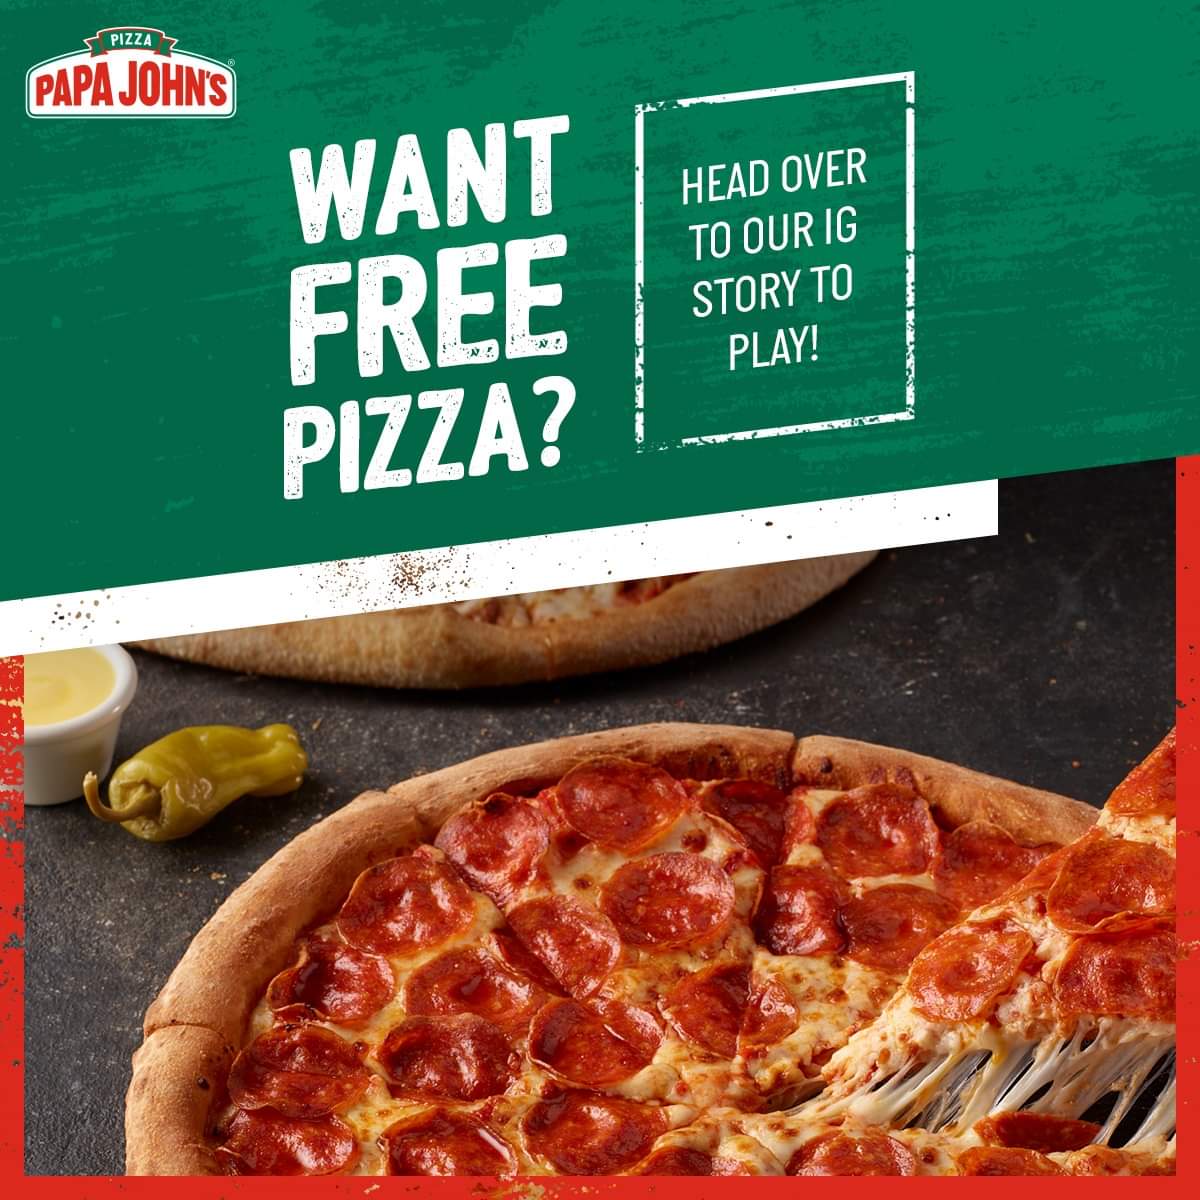 PIZZA
PAPA JOHN'S
WANT
FREE
PIZZA?
HEAD OVER
TO OUR IG
STORY TO
PLAY!